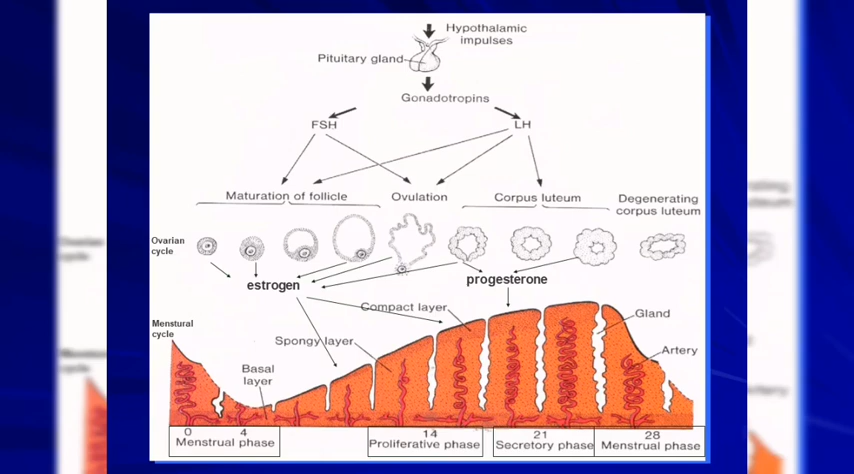 Hypothalamic
impulses
Pituitary gland
Gonadotropins
FSH
LH
Maturation of follicle
Ovulation
Corpus luteum
Degenerating
corpus luteum
Ovarian
cycle
estrogen
progesterone
Compact layer
Gland
Menstural
cycle
Spongy layer
Artery
Basal
layer
0 4 14 21 28
Menstrual phase
Proliferative phase
Secretory phase
Menstrual phase